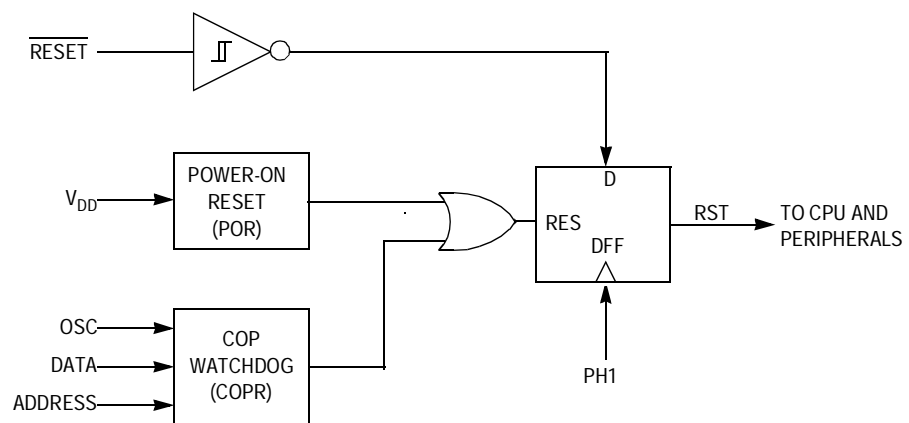 RESET
POWER-ON
RESET
(POR)
VDD
D
RES
DFF
RST
TO CPU AND
PERIPHERALS
OSC
DATA
ADDRESS
COP
WATCHDOG
(COPR)
PH1